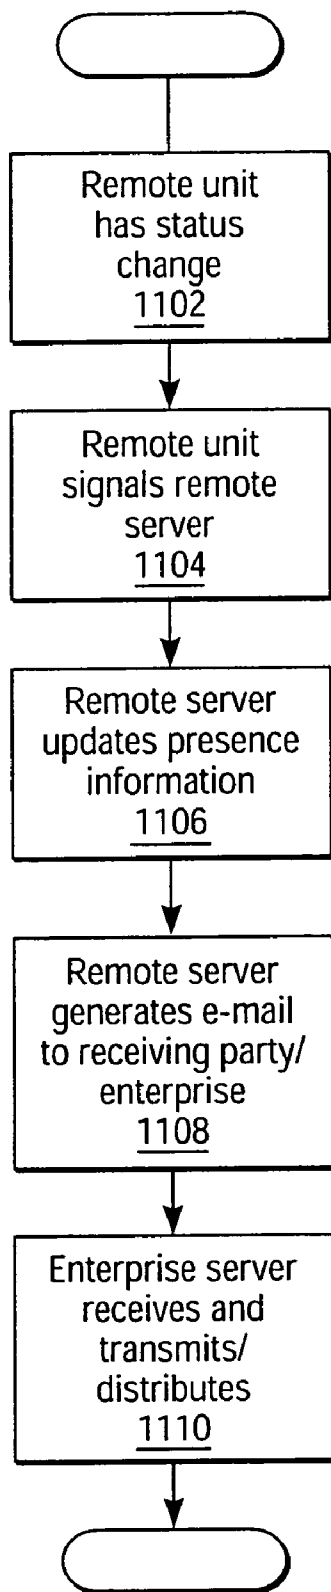 Remote unit
has status
change
1102
Remote unit
signals remote
server
1104
Remote server
updates presence
information
1106
Remote server
generates e-mail
to receiving party/
enterprise
1108
Enterprise server
receives and
transmits/
distributes
1110